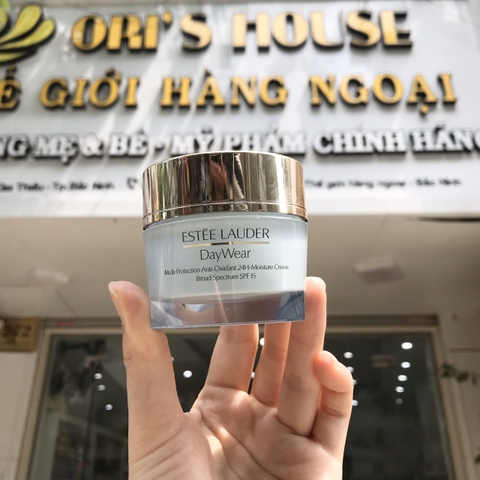 ORI'S HOUSE
Ế GIỚI HÀNG NGOẠI
NG MẸ & BÉ - MỸ PHẨM CHÍNH HÃNG
ESTĒE LAUDER
DayWear
Multi-Protection Anti-Oxidant 24H-Moisture Creme
Broad Spectrum SPF 15